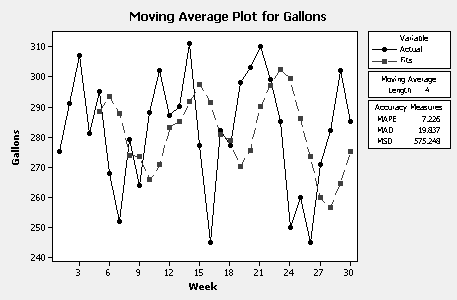 Moving Average Plot for Gallons
Variable
Actual
Fits
Moving Average
Length 4
Accuracy Measures
MAPE 7.226
MAD 19.837
MSD 575.248
Gallons
310
300
290
280
270
260
250
240
3 6 9 12 15 18 21 24 27 30
Week